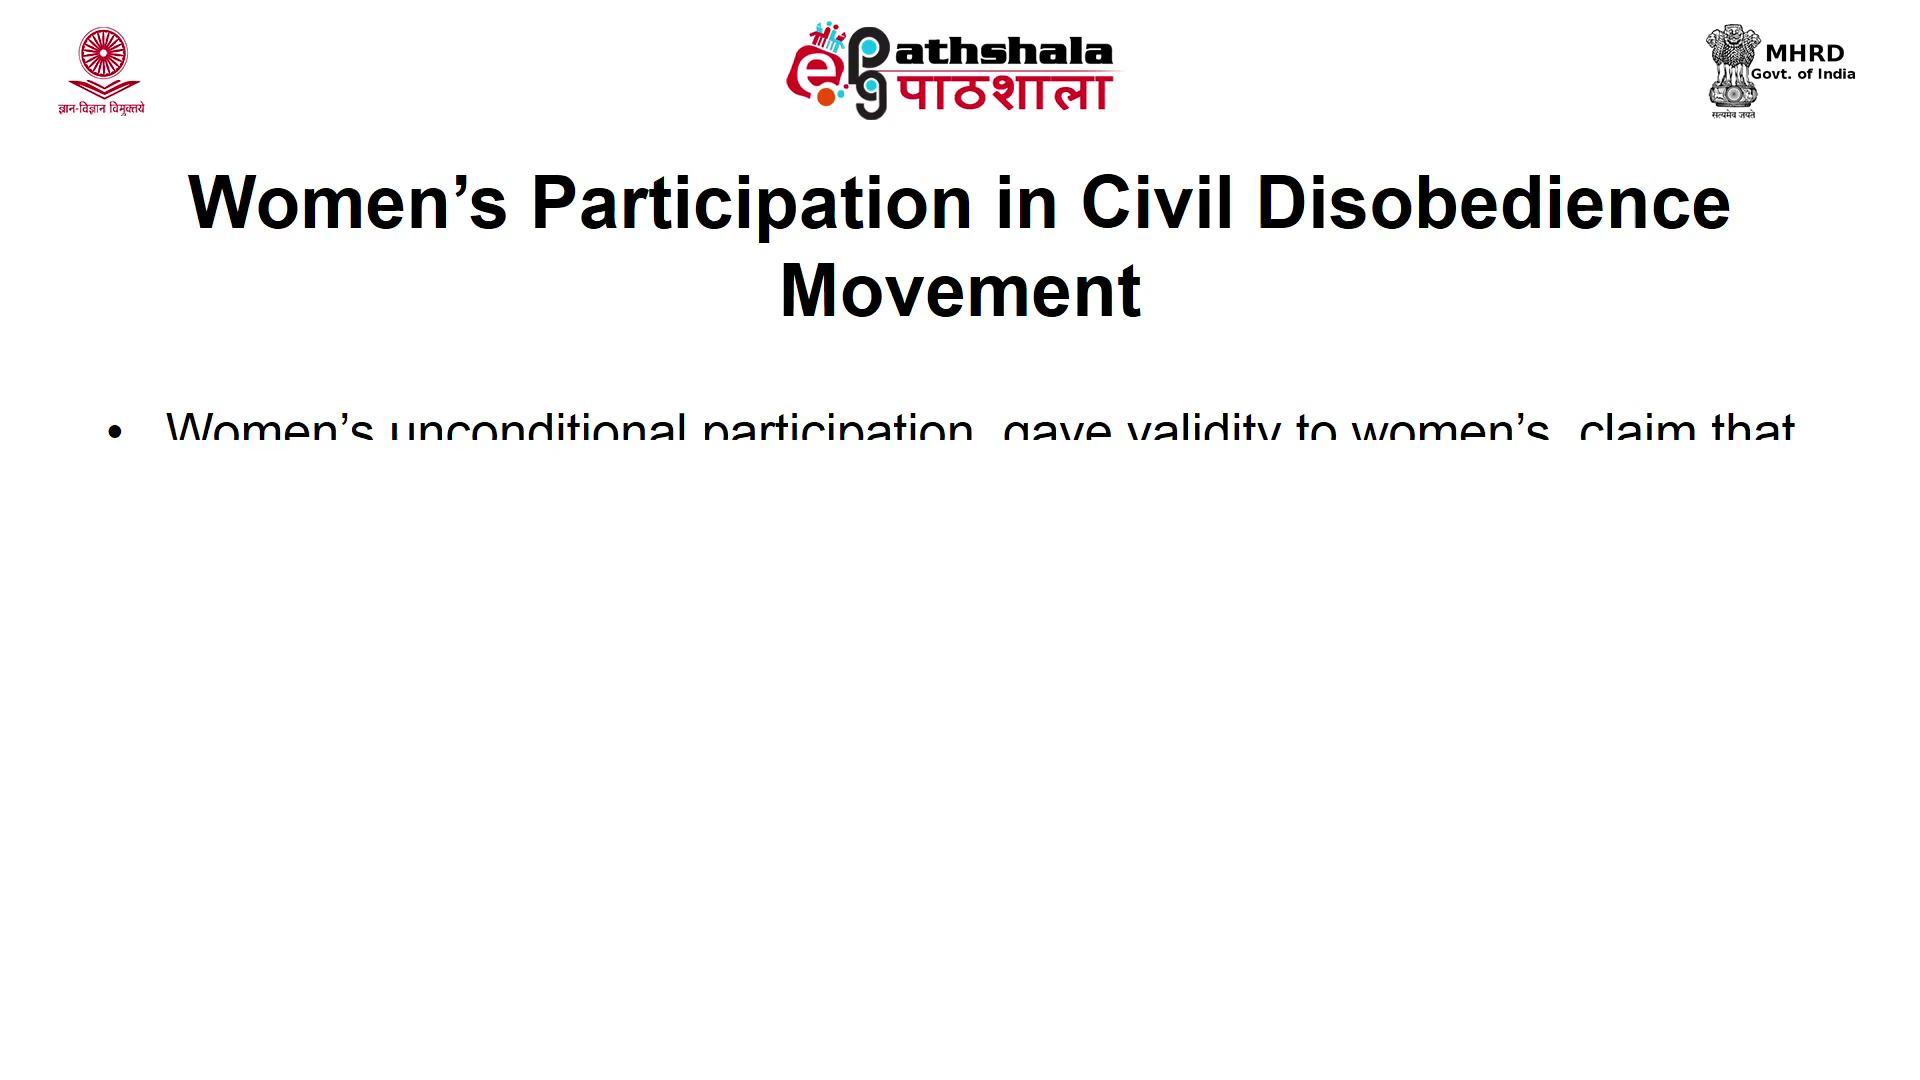 ज्ञान-विज्ञान विमुक्तये
e PG athshala
पाठशाला
MHRD
Govt. of India
सत्यमेव जयते
Women’s Participation in Civil Disobedience
Movement
• Women’s unconditional participation gave validity to women’s claim that